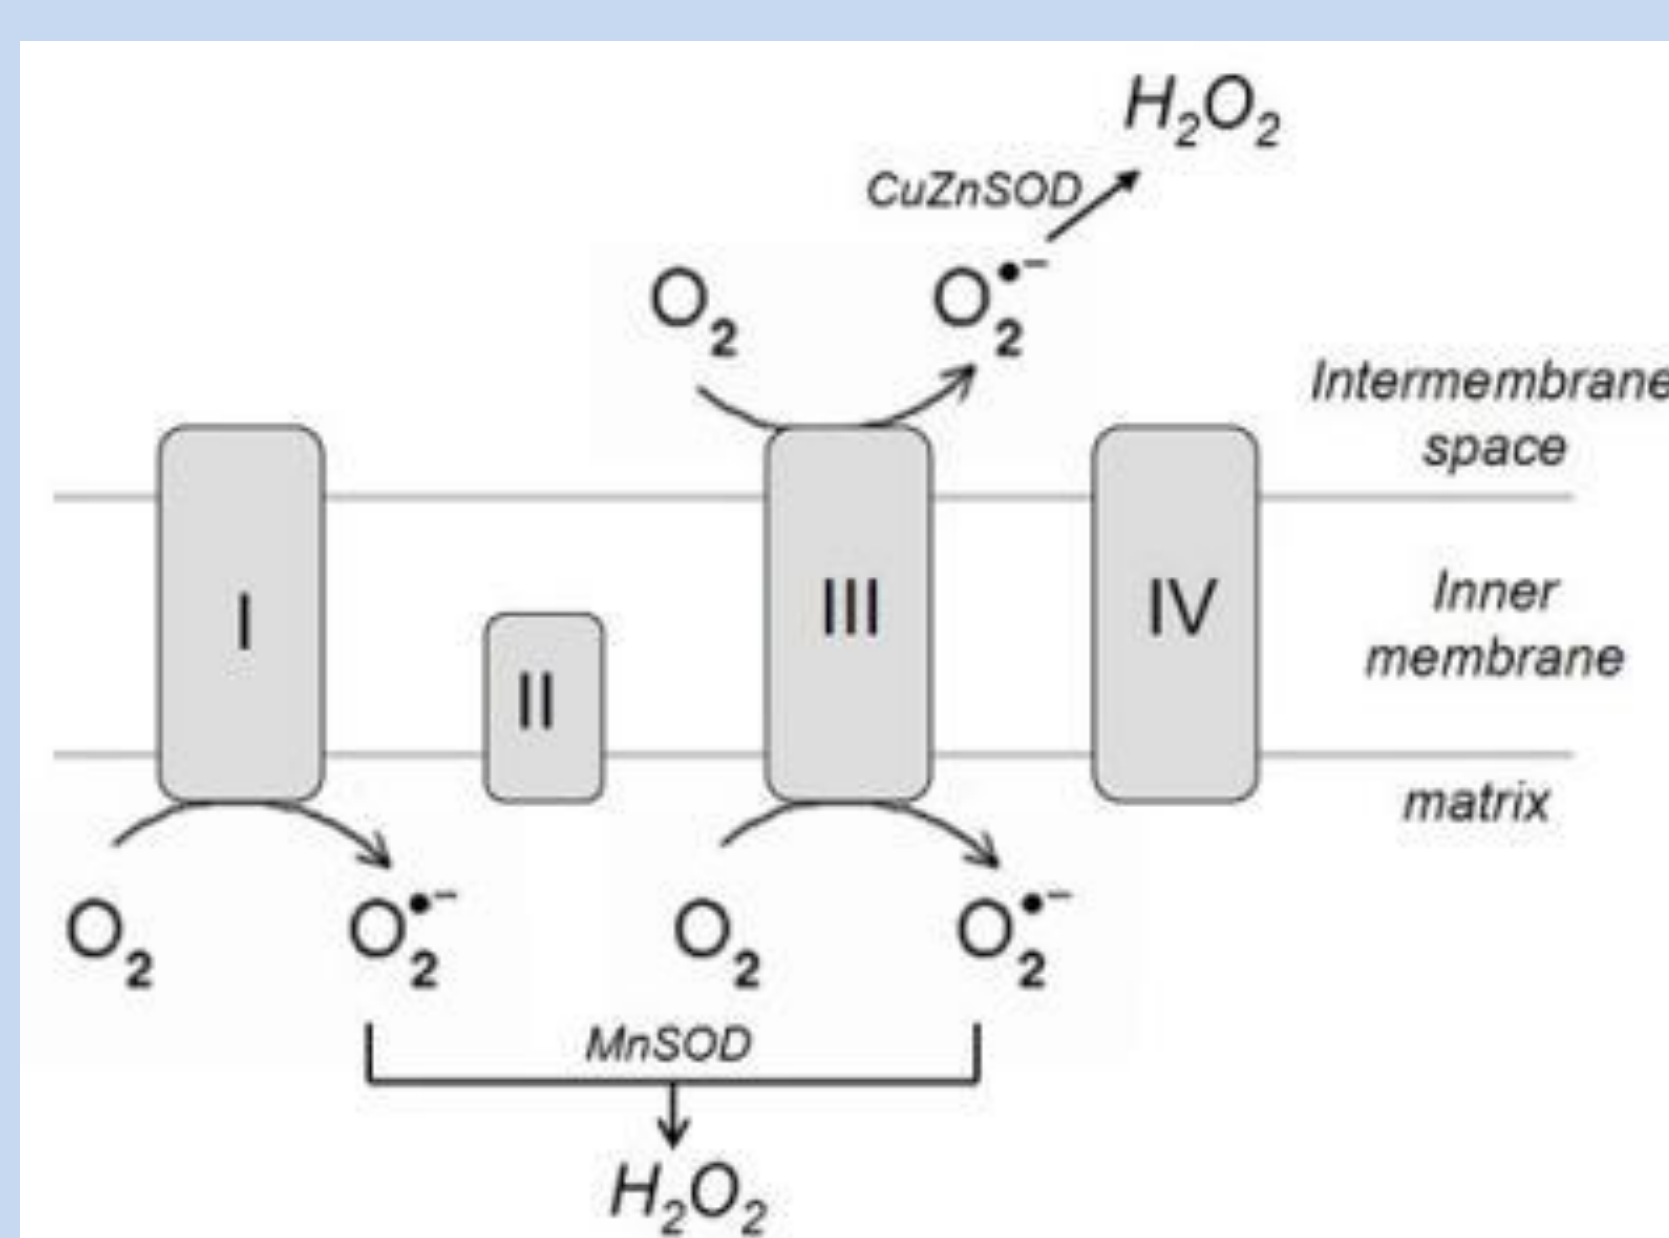 H₂O₂
CuZnSOD
O₂ O₂•–
Intermembrane
space
I II III IV
Inner
membrane
matrix
O₂ O₂•– O₂ O₂•–
MnSOD
H₂O₂